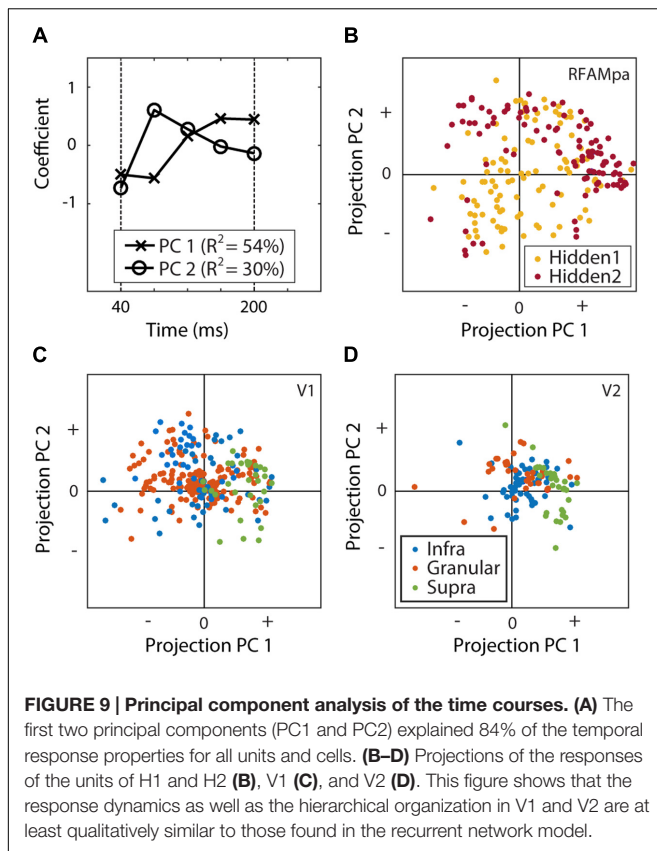 A
Coefficient
1
0
-1
PC 1 (R² = 54%)
PC 2 (R² = 30%)
40
200
Time (ms)
B
RFAMpa
Projection PC 2
+
0
-
Hidden1
Hidden2
- 0 +
Projection PC 1
C
V1
Projection PC 2
+
0
-
- 0 +
Projection PC 1
D
V2
Projection PC 2
+
0
-
Infra
Granular
Supra
- 0 +
Projection PC 1
FIGURE 9 | Principal component analysis of the time courses. (A) The
first two principal components (PC1 and PC2) explained 84% of the temporal
response properties for all units and cells. (B–D) Projections of the responses
of the units of H1 and H2 (B), V1 (C), and V2 (D). This figure shows that the
response dynamics as well as the hierarchical organization in V1 and V2 are at
least qualitatively similar to those found in the recurrent network model.